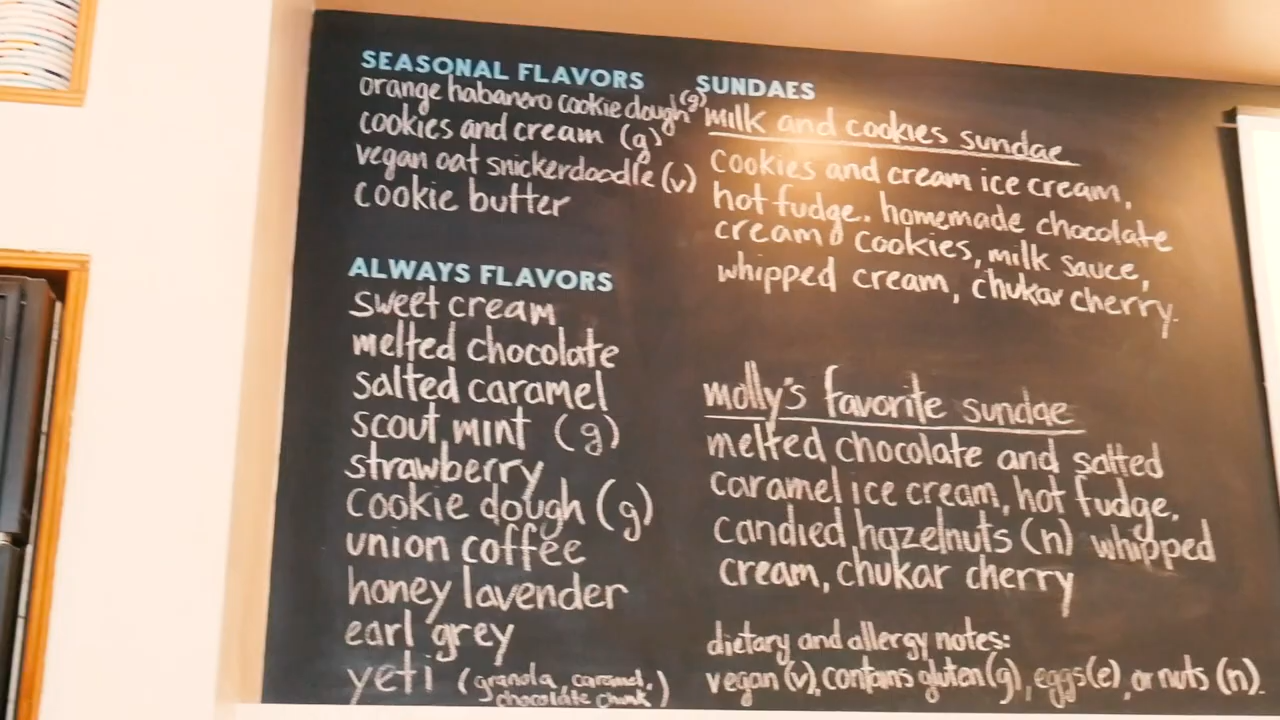 SEASONAL FLAVORS
orange habanero cookie dough (g)
cookies and cream (g)
vegan oat snickerdoodle (v)
cookie butter
ALWAYS FLAVORS
sweet cream
melted chocolate
salted caramel
scout mint (g)
strawberry
cookie dough (g)
union coffee
honey lavender
earl grey
yeti (granola, caramel,
chocolate chunk)
SUNDAES
milk and cookies sundae
cookies and cream ice cream,
hot fudge, homemade chocolate
cream cookies, milk sauce,
whipped cream, chukar cherry.
molly's favorite sundae
melted chocolate and salted
caramel ice cream, hot fudge,
candied hazelnuts (n) whipped
cream, chukar cherry
dietary and allergy notes:
vegan (v), contains gluten (g), eggs (e), or nuts (n).